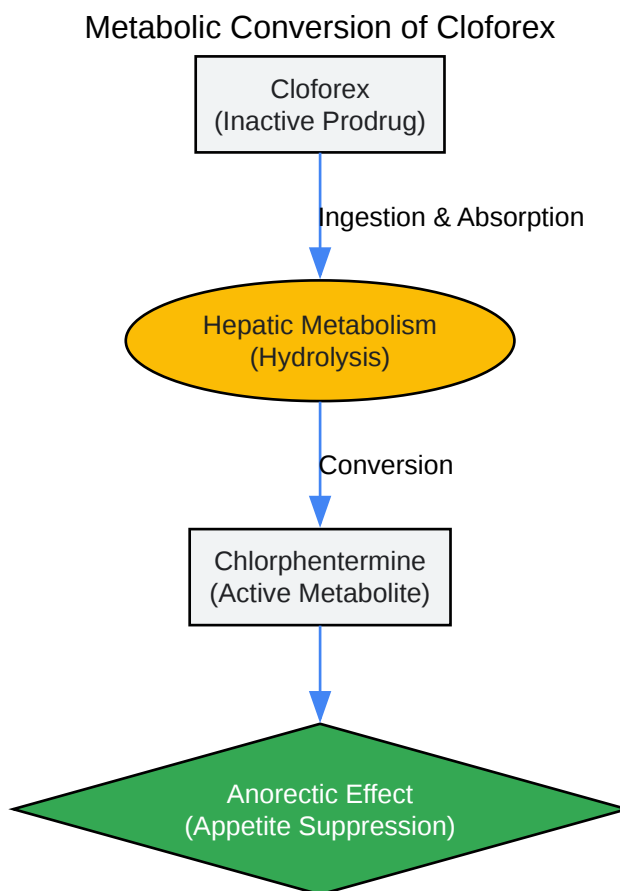 Metabolic Conversion of Cloforex
Cloforex
(Inactive Prodrug)
Ingestion & Absorption
Hepatic Metabolism
(Hydrolysis)
Conversion
Chlorphentermine
(Active Metabolite)
Anorectic Effect
(Appetite Suppression)